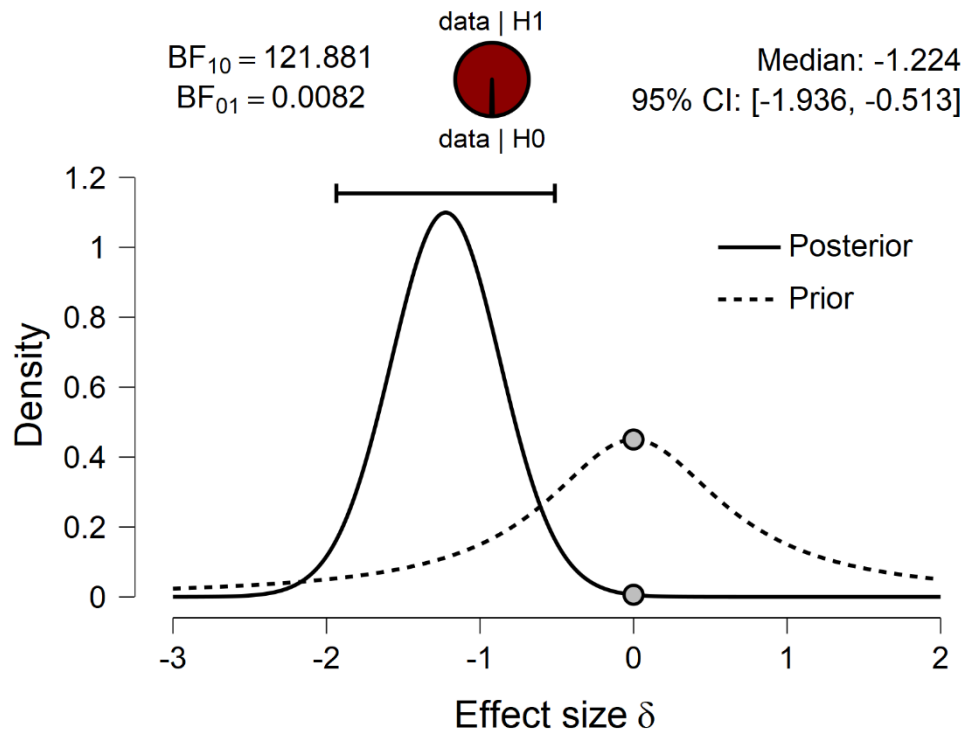 data | H1
BF₁₀ = 121.881
BF₀₁ = 0.0082
Median: -1.224
95% CI: [-1.936, -0.513]
data | H0
Density
1.2
1
0.8
0.6
0.4
0.2
0
Posterior
Prior
-3 -2 -1 0 1 2
Effect size δ